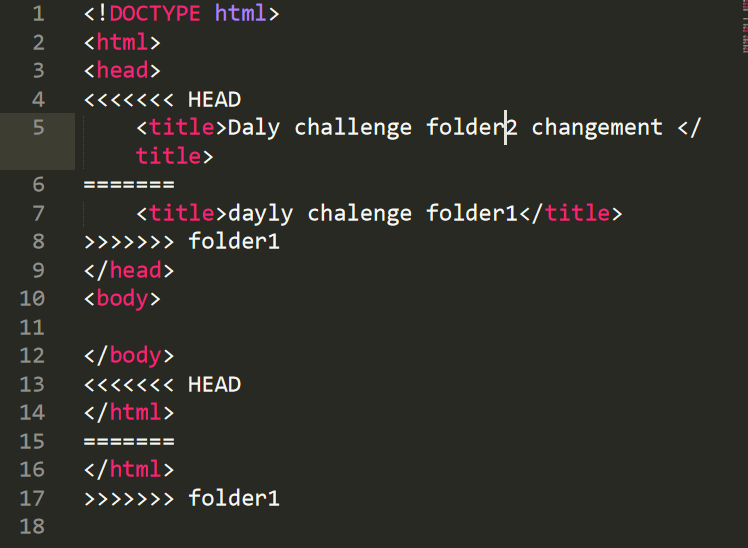 1 <!DOCTYPE html>
2 <html>
3 <head>
4 <<<<<<< HEAD
5     <title>Daly challenge folder2 changement </
    title>
6 =======
7     <title>dayly chalenge folder1</title>
8 >>>>>>> folder1
9 </head>
10 <body>
11
12 </body>
13 <<<<<<< HEAD
14 </html>
15 =======
16 </html>
17 >>>>>>> folder1
18